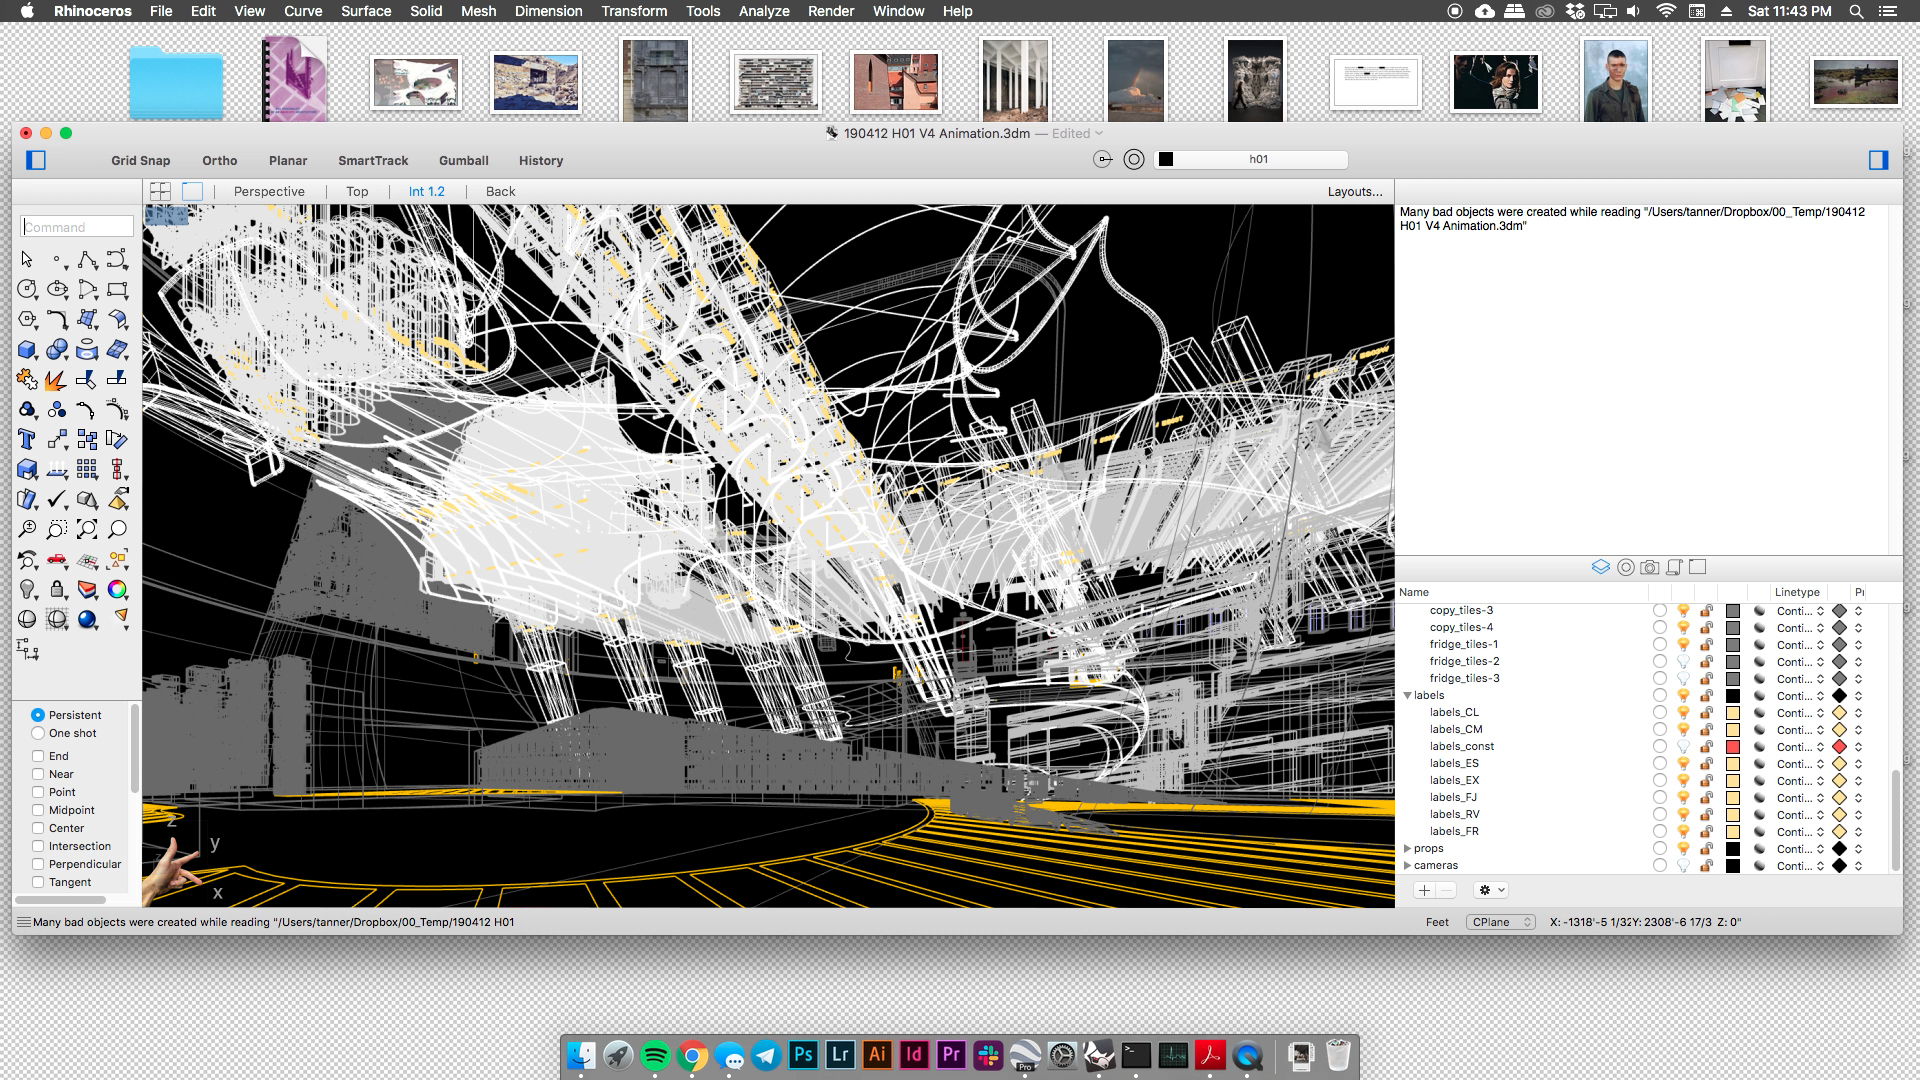 Rhinoceros File Edit View Curve Surface Solid Mesh Dimension Transform Tools Analyze Render Window Help Sat 11:43 PM
190412 H01 V4 Animation.3dm — Edited
Grid Snap Ortho Planar SmartTrack Gumball History h01
Perspective Top Int 1.2 Back Layouts...
Command
Many bad objects were created while reading "/Users/tanner/Dropbox/00_Temp/190412
H01 V4 Animation.3dm"
Name Linetype
copy_tiles-3 Conti...
copy_tiles-4 Conti...
fridge_tiles-1 Conti...
fridge_tiles-2 Conti...
fridge_tiles-3 Conti...
labels Conti...
labels_CL Conti...
labels_CM Conti...
labels_const Conti...
labels_ES Conti...
labels_EX Conti...
labels_FJ Conti...
labels_RV Conti...
labels_FR Conti...
props Conti...
cameras Conti...
Persistent
One shot
End
Near
Point
Midpoint
Center
Intersection
Perpendicular
Tangent
z
y
x
Many bad objects were created while reading "/Users/tanner/Dropbox/00_Temp/190412 H01
Feet CPlane X: -1318'-5 1/32Y: 2308'-6 17/3 Z: 0"
Ps Lr Ai Id Pr Pro